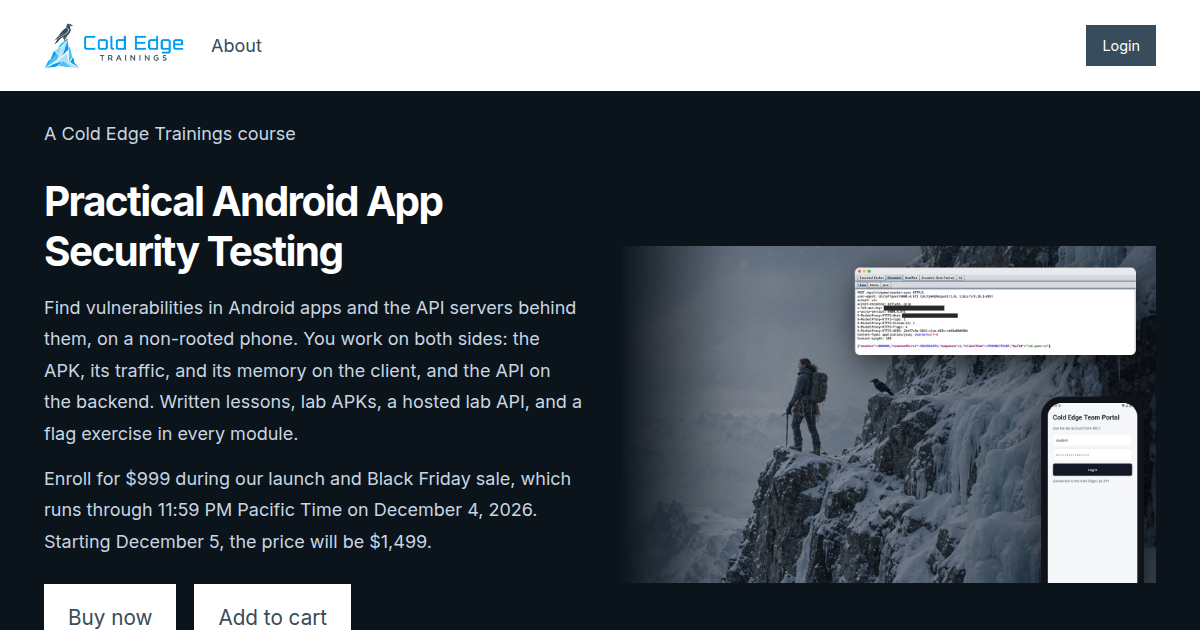 Cold Edge
TRAININGS
About
Login
A Cold Edge Trainings course
Practical Android App
Security Testing
Find vulnerabilities in Android apps and the API servers behind
them, on a non-rooted phone. You work on both sides: the
APK, its traffic, and its memory on the client, and the API on
the backend. Written lessons, lab APKs, a hosted lab API, and a
flag exercise in every module.
Enroll for $999 during our launch and Black Friday sale, which
runs through 11:59 PM Pacific Time on December 4, 2026.
Starting December 5, the price will be $1,499.
Buy now
Add to cart
Cold Edge Team Portal
student
Log in